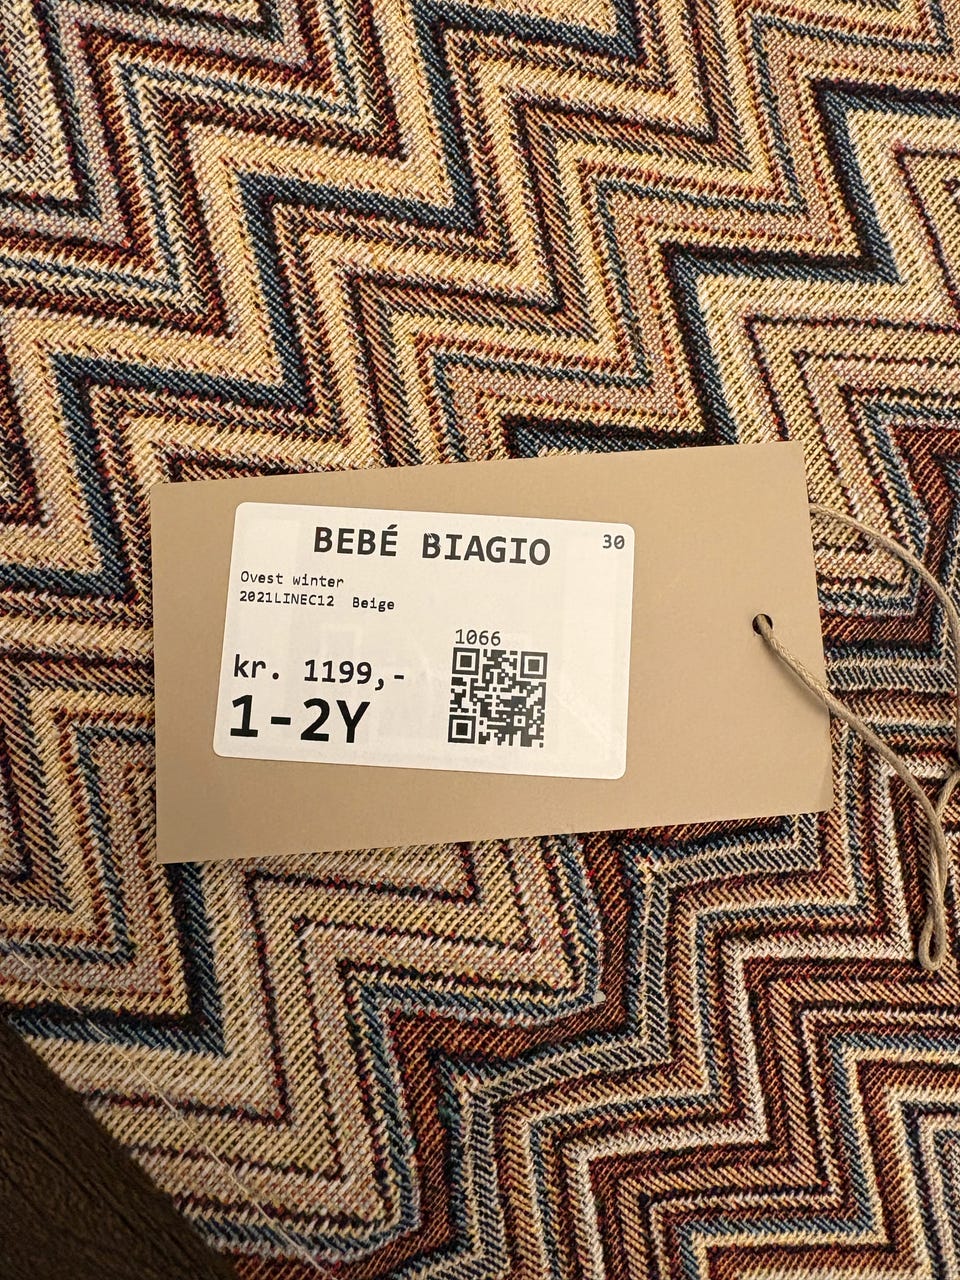 BEBÉ BIAGIO
30
Ovest winter
2021LINEC12 Beige
1066
kr. 1199,-
1-2Y